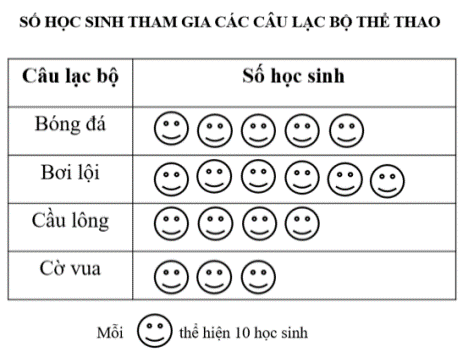 SỐ HỌC SINH THAM GIA CÁC CÂU LẠC BỘ THỂ THAO
Câu lạc bộ Số học sinh
Bóng đá
Bơi lội
Cầu lông
Cờ vua
Mỗi thể hiện 10 học sinh